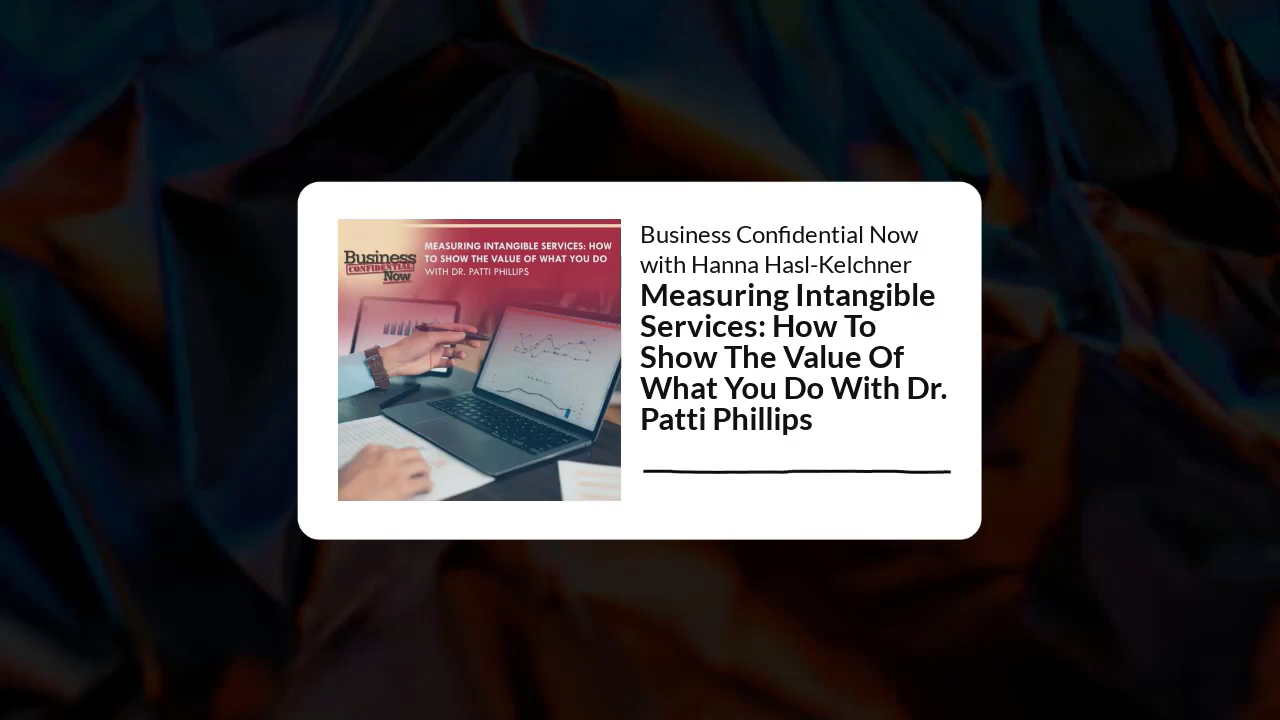 Business
CONFIDENTIAL
Now
MEASURING INTANGIBLE SERVICES: HOW
TO SHOW THE VALUE OF WHAT YOU DO
WITH DR. PATTI PHILLIPS
Business Confidential Now
with Hanna Hasl-Kelchner
Measuring Intangible
Services: How To
Show The Value Of
What You Do With Dr.
Patti Phillips